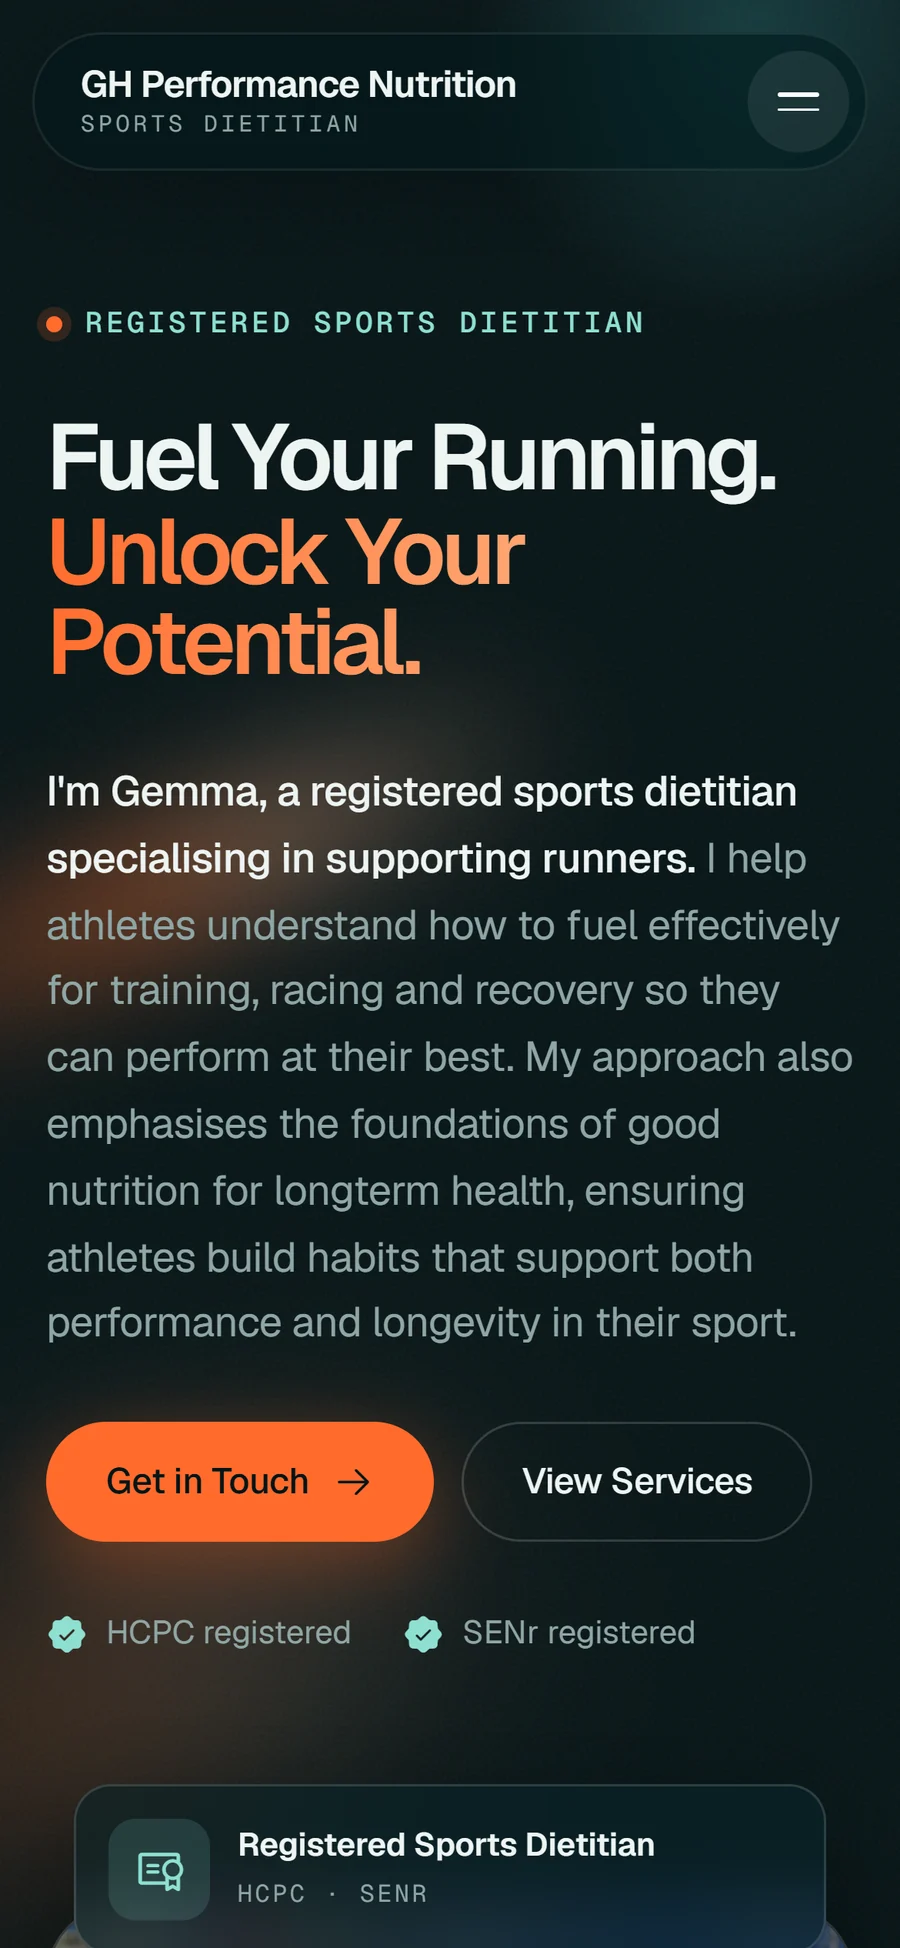 GH Performance Nutrition
SPORTS DIETITIAN
REGISTERED SPORTS DIETITIAN
Fuel Your Running.
Unlock Your
Potential.
I'm Gemma, a registered sports dietitian
specialising in supporting runners. I help
athletes understand how to fuel effectively
for training, racing and recovery so they
can perform at their best. My approach also
emphasises the foundations of good
nutrition for longterm health, ensuring
athletes build habits that support both
performance and longevity in their sport.
Get in Touch → View Services
HCPC registered SENr registered
Registered Sports Dietitian
HCPC · SENR